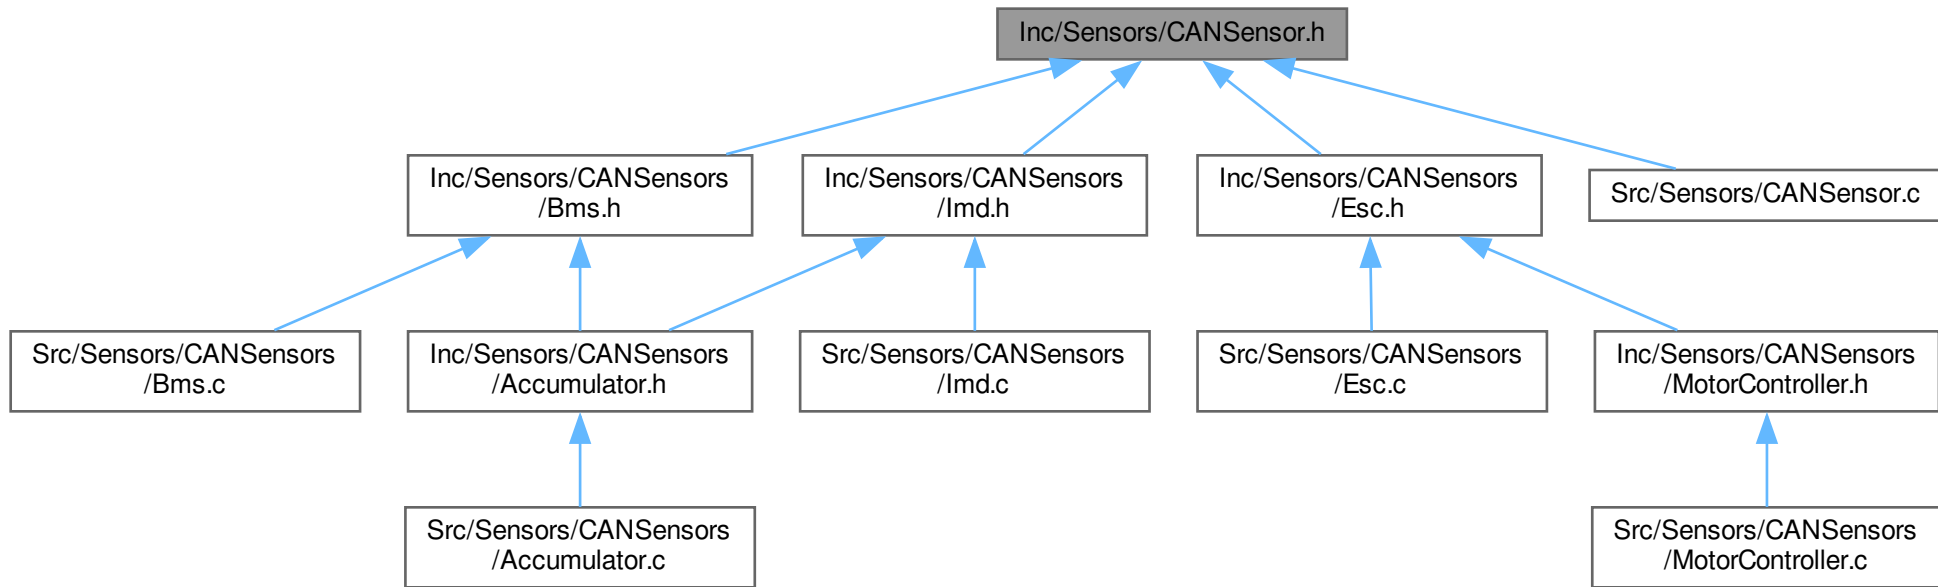 Inc/Sensors/CANSensor.h
Inc/Sensors/CANSensors
/Bms.h
Inc/Sensors/CANSensors
/Imd.h
Inc/Sensors/CANSensors
/Esc.h
Src/Sensors/CANSensor.c
Src/Sensors/CANSensors
/Bms.c
Inc/Sensors/CANSensors
/Accumulator.h
Src/Sensors/CANSensors
/Imd.c
Src/Sensors/CANSensors
/Esc.c
Inc/Sensors/CANSensors
/MotorController.h
Src/Sensors/CANSensors
/Accumulator.c
Src/Sensors/CANSensors
/MotorController.c